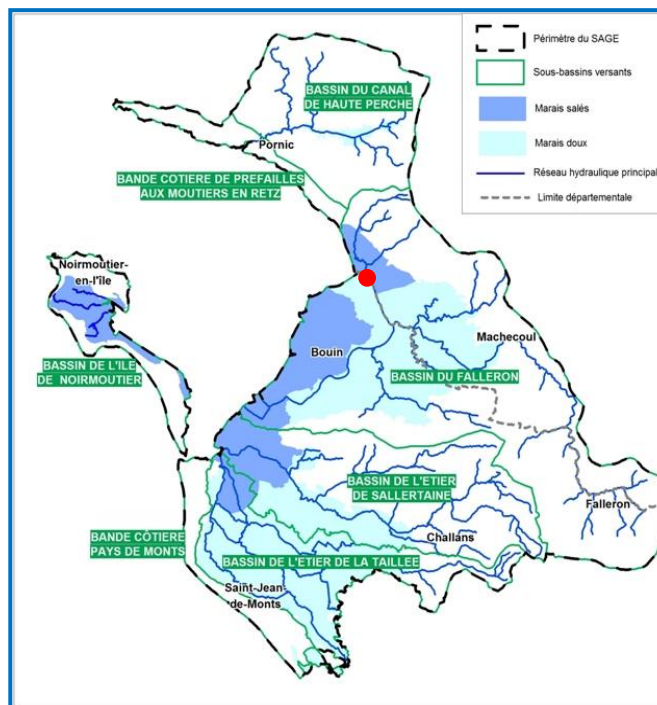 Périmètre du SAGE
Sous-bassins versants
Marais salés
Marais doux
Réseau hydraulique principal
Limite départementale
BASSIN DU CANAL
DE HAUTE PERCHE
Pornic
BANDE COTIERE DE PREFAILLES
AUX MOUTIERS EN RETZ
Noirmoutier-
en-l'île
BASSIN DE L'ILE
DE NOIRMOUTIER
Bouin
Machecoul
BASSIN DU FALLERON
BASSIN DE L'ETIER
DE SALLERTAINE
Falleron
Challans
BANDE CÔTIERE
PAYS DE MONTS
BASSIN DE L'ETIER DE LA TAILLEE
Saint-Jean-
de-Monts